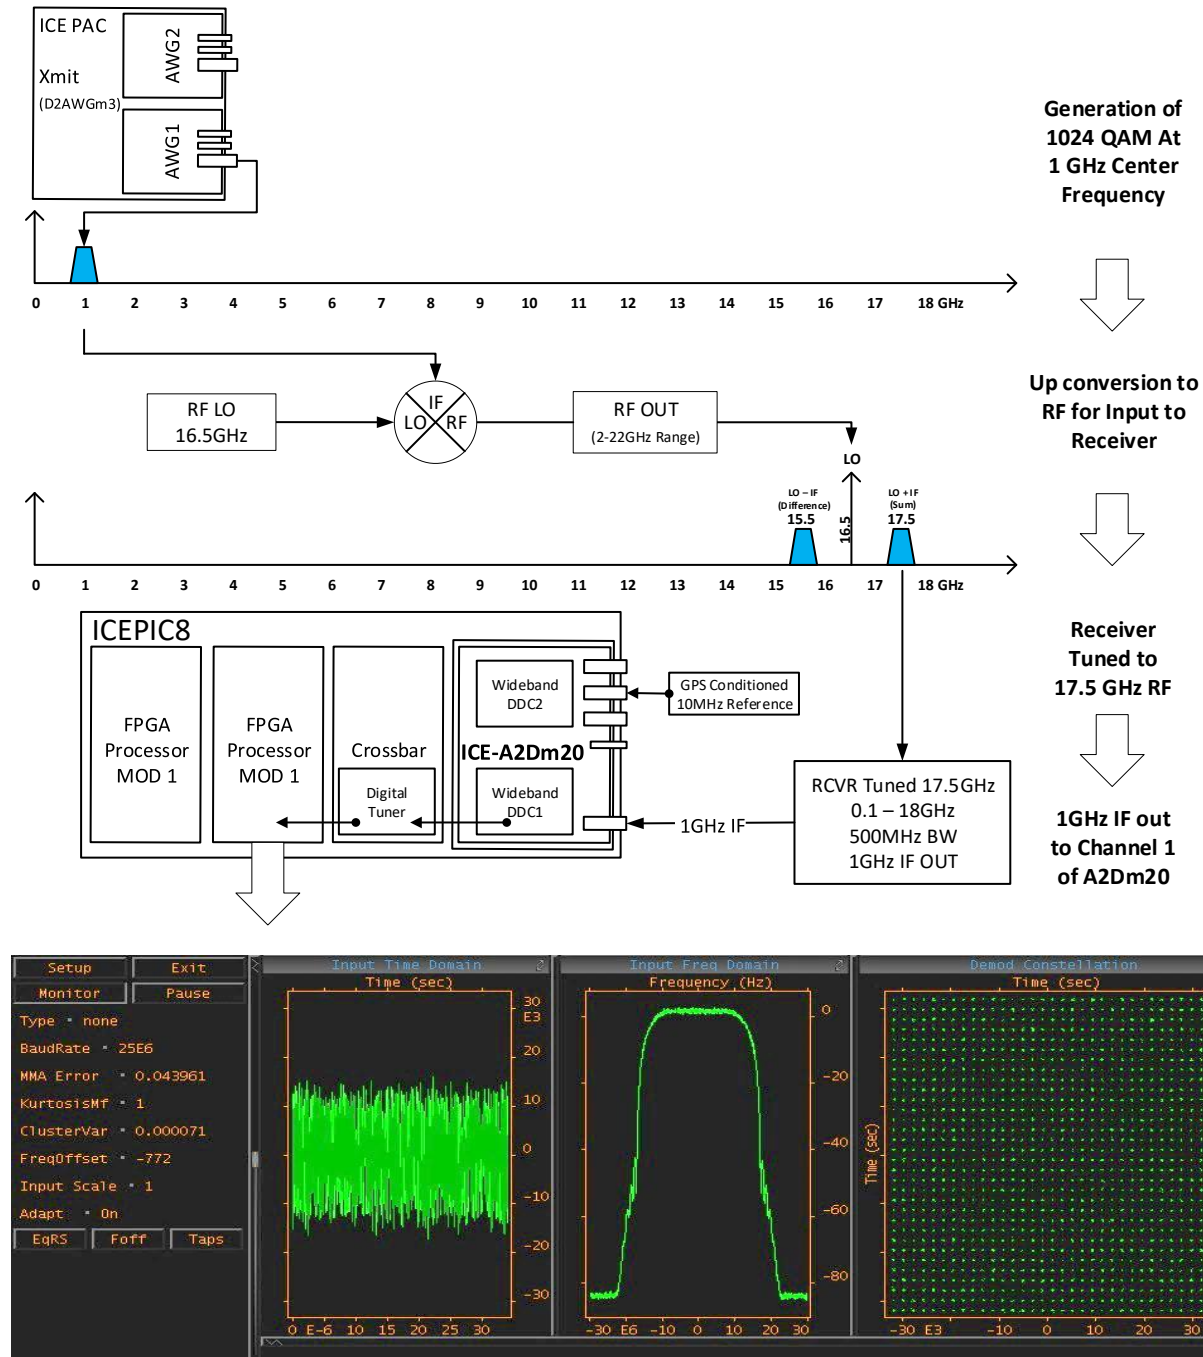 ICE PAC
Xmit
(D2AWGm3)
AWG2
AWG1
Generation of
1024 QAM At
1 GHz Center
Frequency
0 1 2 3 4 5 6 7 8 9 10 11 12 13 14 15 16 17 18 GHz
RF LO
16.5GHz
IF
LO RF
RF OUT
(2-22GHz Range)
Up conversion to
RF for Input to
Receiver
LO
LO – IF
(Difference)
15.5
16.5
LO + IF
(Sum)
17.5
0 1 2 3 4 5 6 7 8 9 10 11 12 13 14 15 16 17 18 GHz
ICEPIC8
FPGA
Processor
MOD 1
FPGA
Processor
MOD 1
Crossbar
Digital
Tuner
Wideband
DDC2
ICE-A2Dm20
Wideband
DDC1
GPS Conditioned
10MHz Reference
1GHz IF
RCVR Tuned 17.5GHz
0.1 – 18GHz
500MHz BW
1GHz IF OUT
Receiver
Tuned to
17.5 GHz RF
1GHz IF out
to Channel 1
of A2Dm20
Setup Exit
Monitor Pause
Type none
BaudRate 25E6
MMA Error 0.043961
KurtosisMf 1
ClusterVar 0.000071
FreqOffset -772
Input Scale 1
Adapt On
EqRS Foff Taps
Input Time Domain
Time (sec)
30
E3
20
10
0
-10
-20
-30
0 E-6 10 15 20 30
Input Freq Domain
Frequency (Hz)
0
-20
-40
-60
-80
-30 E6 -10 0 10 20 30
Demod Constellation
Time (sec)
Time (sec)
-30 E3 -10 0 10 20 30